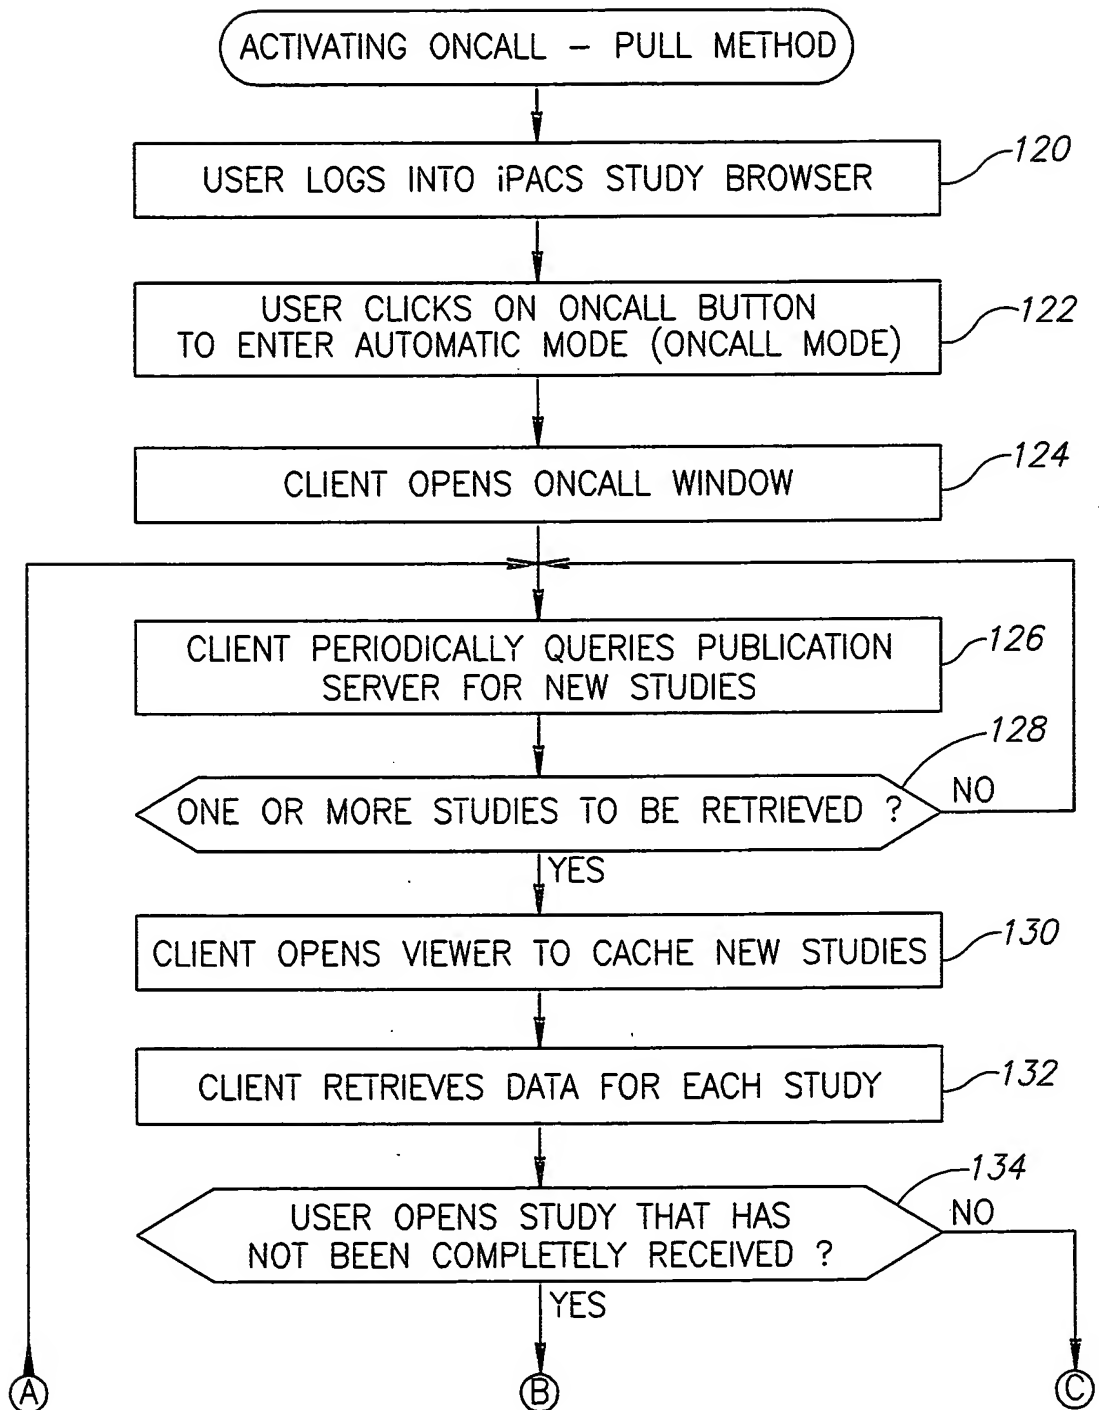 ACTIVATING ONCALL – PULL METHOD
120
USER LOGS INTO iPACS STUDY BROWSER
122
USER CLICKS ON ONCALL BUTTON
TO ENTER AUTOMATIC MODE (ONCALL MODE)
124
CLIENT OPENS ONCALL WINDOW
126
CLIENT PERIODICALLY QUERIES PUBLICATION
SERVER FOR NEW STUDIES
128
ONE OR MORE STUDIES TO BE RETRIEVED ?
NO
YES
130
CLIENT OPENS VIEWER TO CACHE NEW STUDIES
132
CLIENT RETRIEVES DATA FOR EACH STUDY
134
USER OPENS STUDY THAT HAS
NOT BEEN COMPLETELY RECEIVED ?
NO
YES
A
B
C